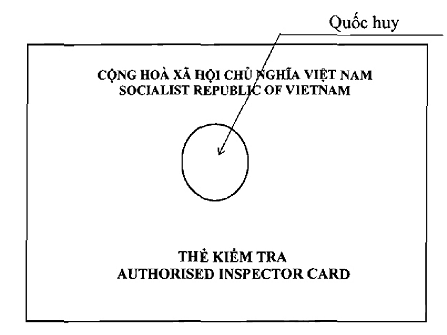 Quốc huy
CỘNG HOÀ XÃ HỘI CHỦ NGHĨA VIỆT NAM
SOCIALIST REPUBLIC OF VIETNAM
THẺ KIỂM TRA
AUTHORISED INSPECTOR CARD